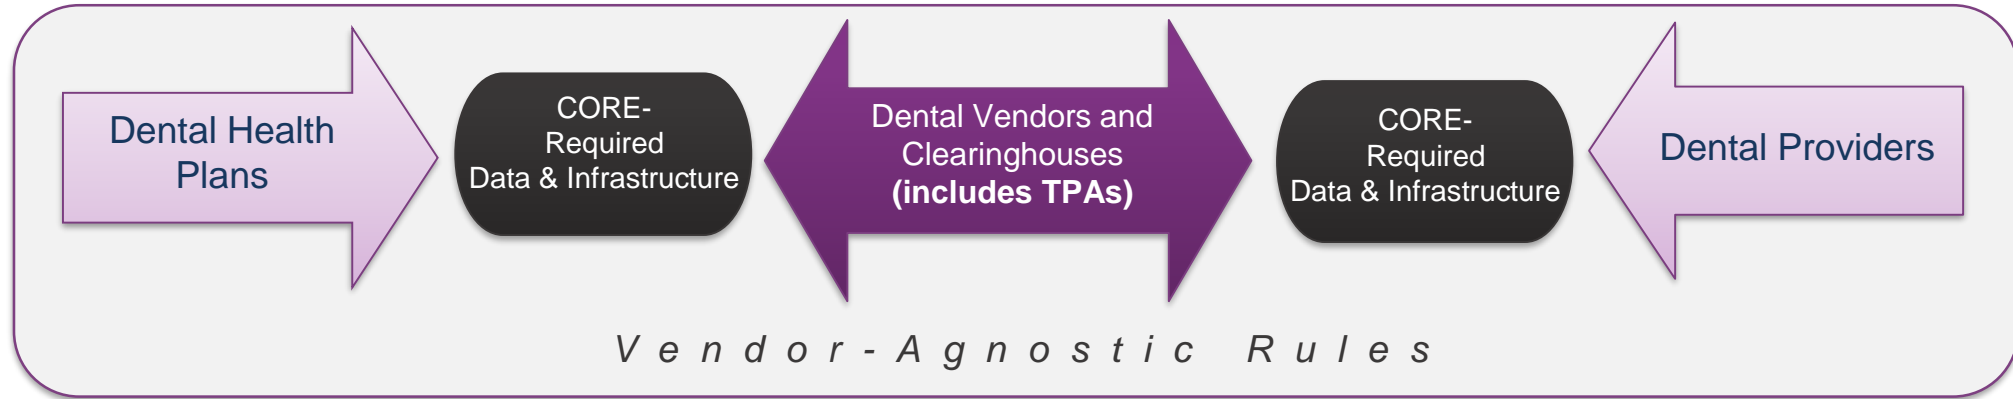 Dental Health
Plans
CORE-
Required
Data & Infrastructure
Dental Vendors and
Clearinghouses
(includes TPAs)
CORE-
Required
Data & Infrastructure
Dental Providers
Vendor-Agnostic Rules